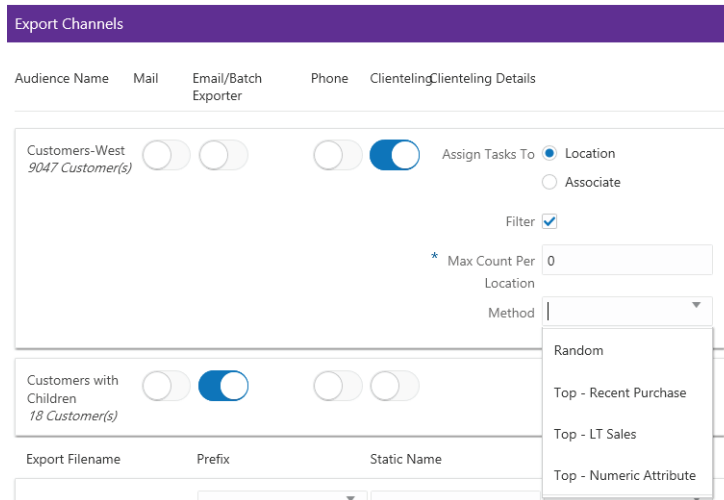 Export Channels
Audience Name Mail Email/Batch Exporter Phone Clienteling Clienteling Details
Customers-West
9047 Customer(s)
Assign Tasks To Location
Associate
Filter
* Max Count Per Location 0
Method
Random
Top - Recent Purchase
Top - LT Sales
Top - Numeric Attribute
Customers with
Children
18 Customer(s)
Export Filename Prefix Static Name